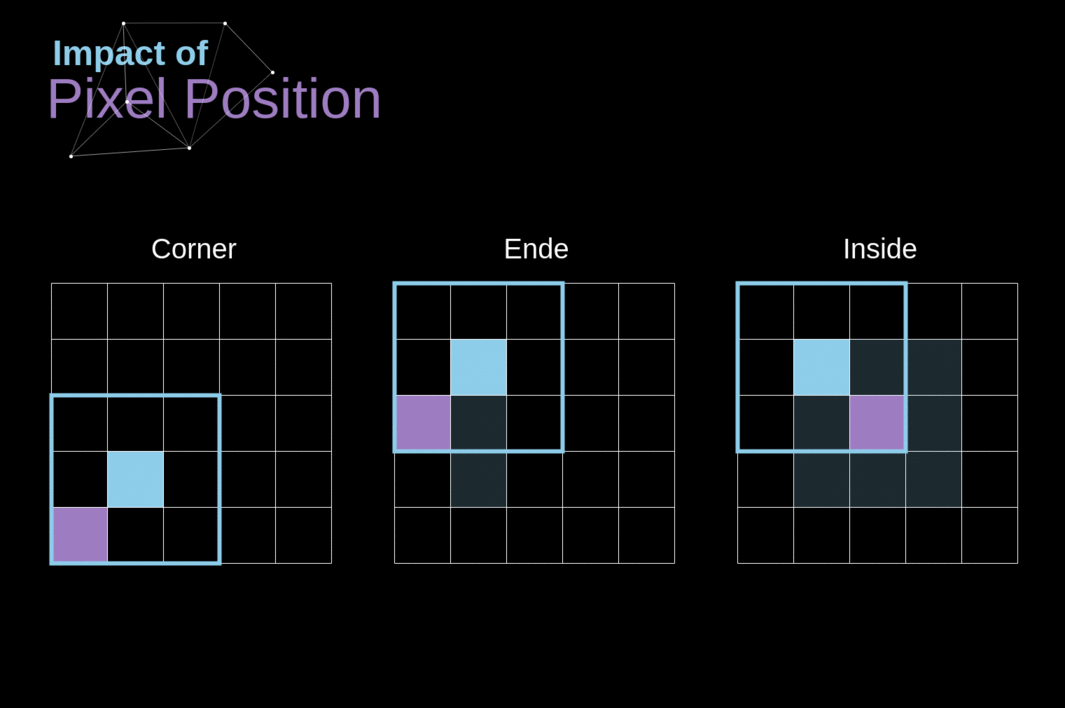 Impact of
Pixel Position
Corner
Ende
Inside